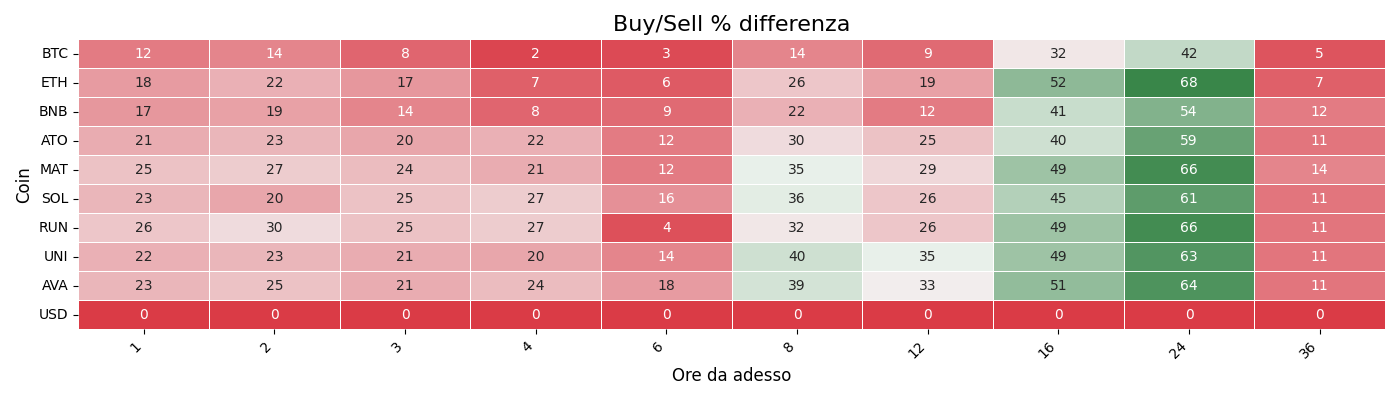 Buy/Sell % differenza
Coin
BTC 12 14 8 2 3 14 9 32 42 5
ETH 18 22 17 7 6 26 19 52 68 7
BNB 17 19 14 8 9 22 12 41 54 12
ATO 21 23 20 22 12 30 25 40 59 11
MAT 25 27 24 21 12 35 29 49 66 14
SOL 23 20 25 27 16 36 26 45 61 11
RUN 26 30 25 27 4 32 26 49 66 11
UNI 22 23 21 20 14 40 35 49 63 11
AVA 23 25 21 24 18 39 33 51 64 11
USD 0 0 0 0 0 0 0 0 0 0
1 2 3 4 6 8 12 16 24 36
Ore da adesso